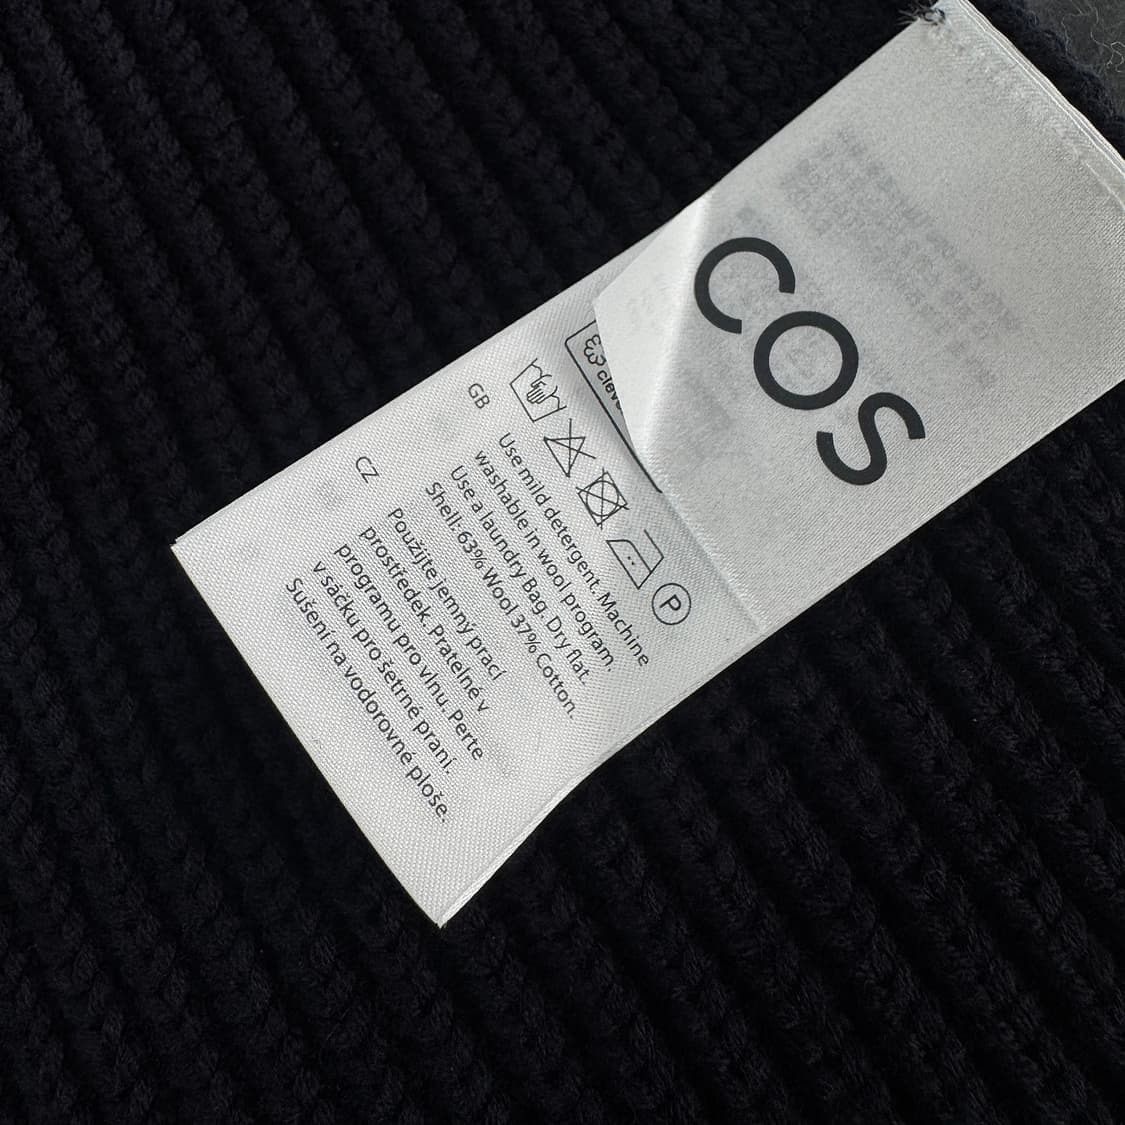 COS
cleve
P
GB
Use mild detergent. Machine
washable in wool program.
Use a laundry Bag. Dry flat.
Shell: 63% Wool 37% Cotton.
CZ
Použijte jemný prací
prostředek. Pratelné v
programu pro vlnu. Perte
v sáčku pro šetrné praní.
Sušení na vodorovné ploše.